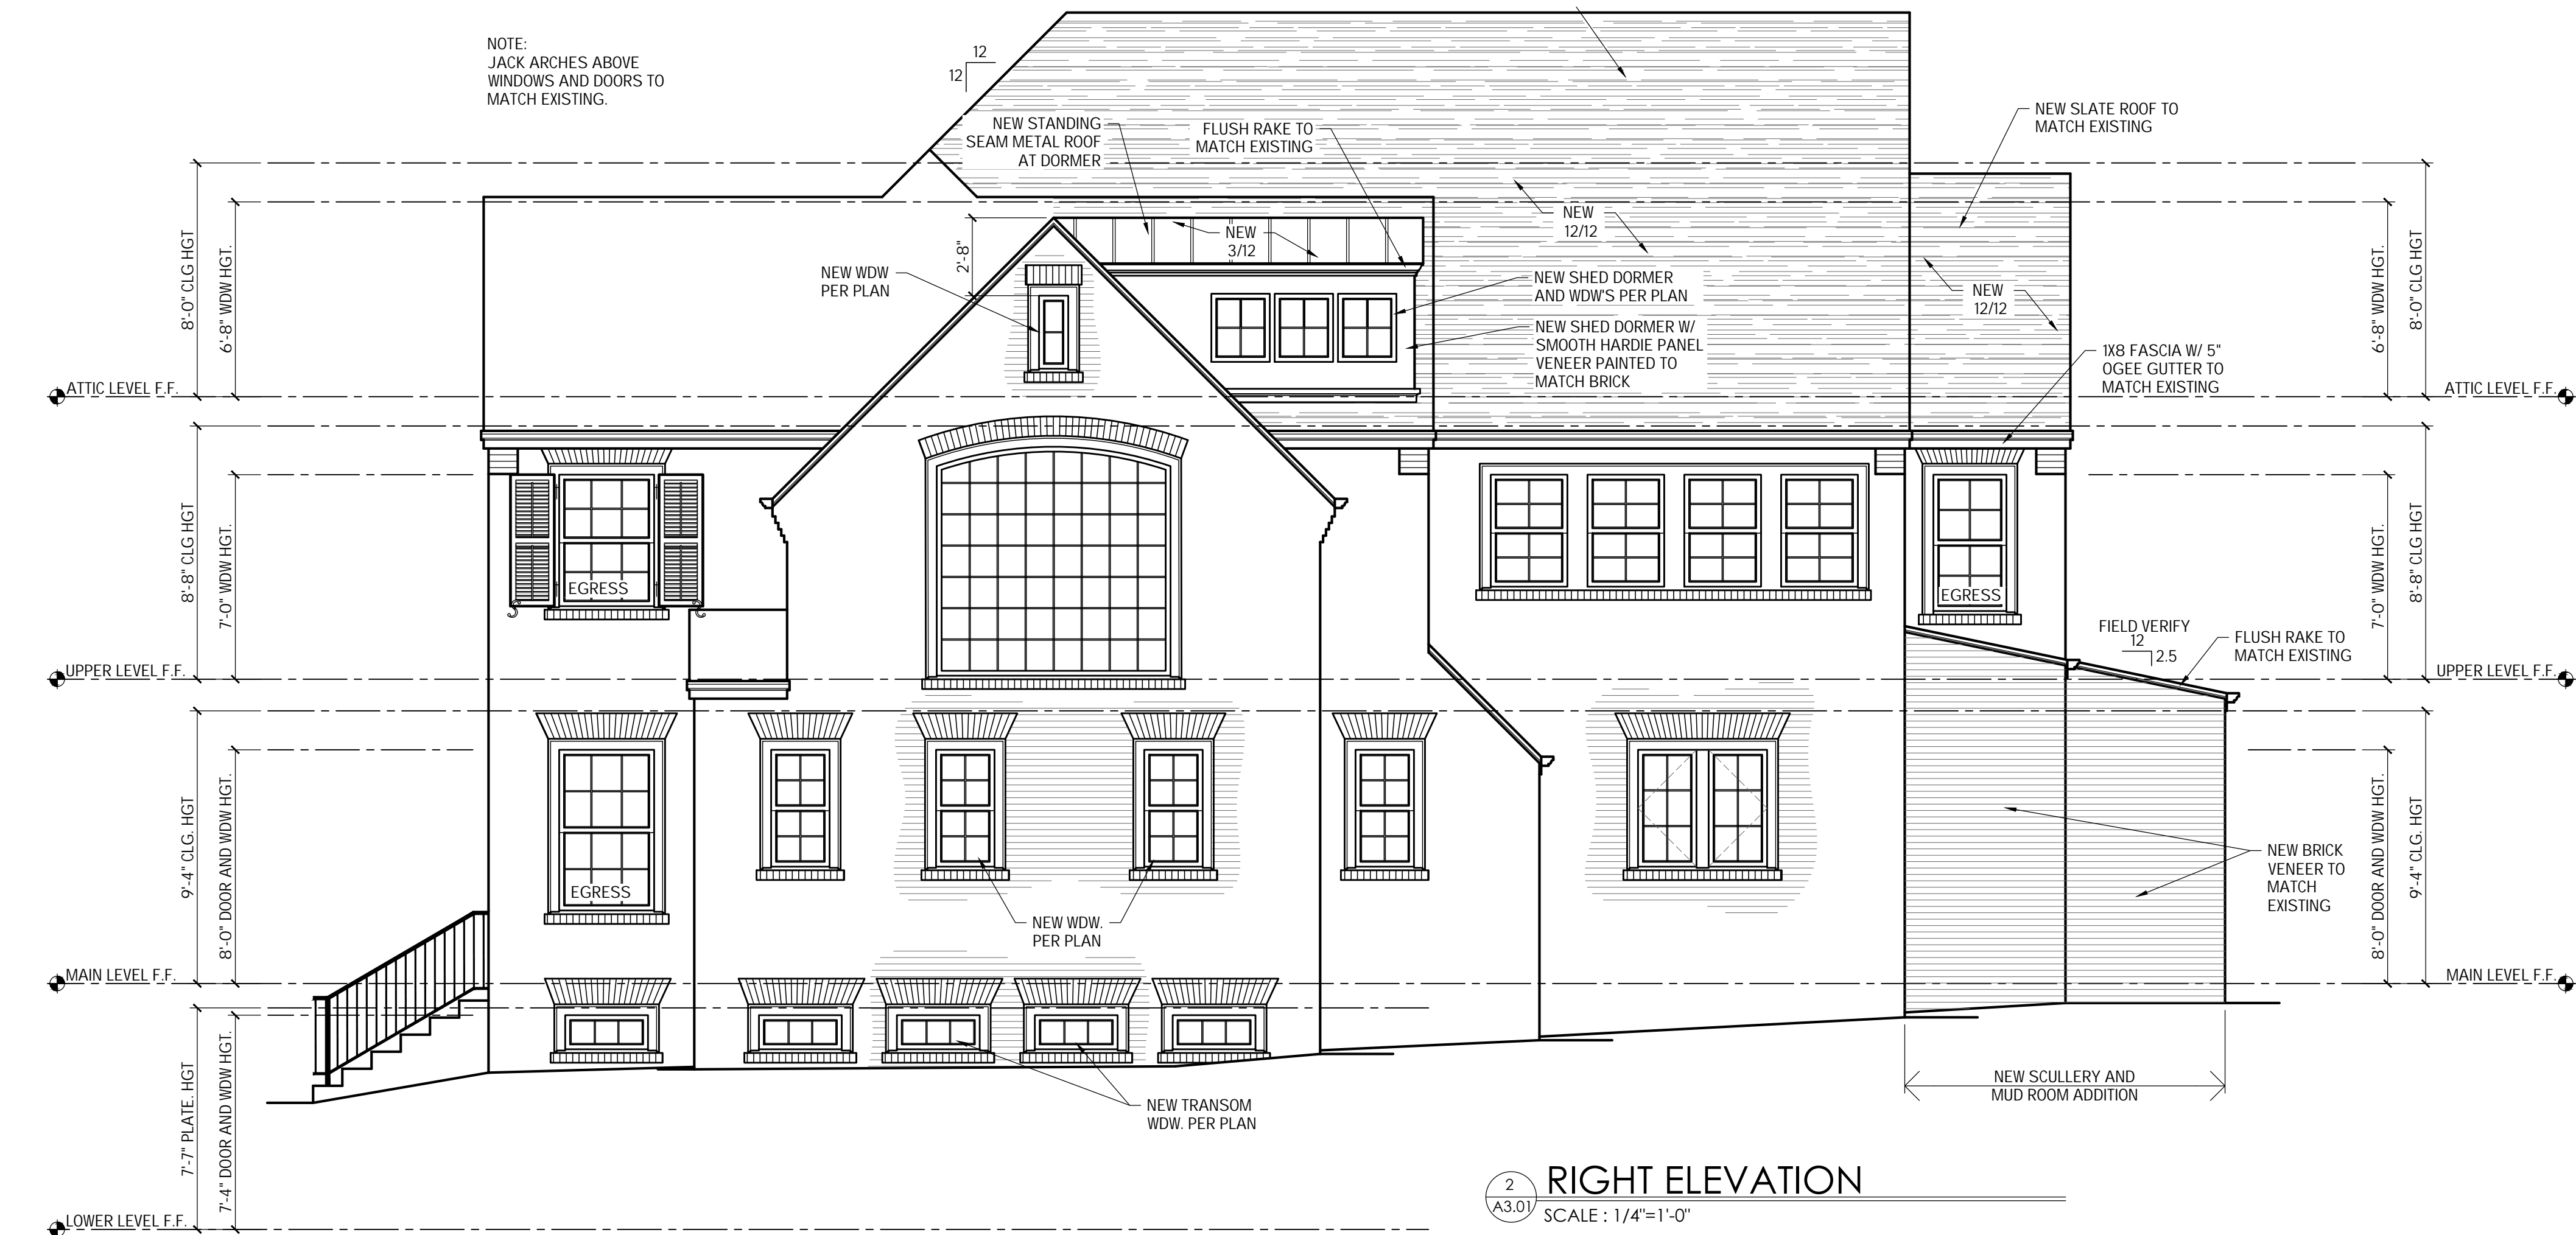 NOTE:
JACK ARCHES ABOVE
WINDOWS AND DOORS TO
MATCH EXISTING.
12
12
NEW STANDING
SEAM METAL ROOF
AT DORMER
FLUSH RAKE TO
MATCH EXISTING
NEW SLATE ROOF TO
MATCH EXISTING
8'-0" CLG HGT
6'-8" WDW HGT.
2'-8"
NEW WDW
PER PLAN
NEW
3/12
NEW
12/12
NEW SHED DORMER
AND WDW'S PER PLAN
NEW SHED DORMER W/
SMOOTH HARDIE PANEL
VENEER PAINTED TO
MATCH BRICK
NEW
12/12
1X8 FASCIA W/ 5"
OGEE GUTTER TO
MATCH EXISTING
6'-8" WDW HGT.
8'-0" CLG HGT
ATTIC LEVEL F.F.
ATTIC LEVEL F.F.
8'-8" CLG HGT
7'-0" WDW HGT.
EGRESS
EGRESS
7'-0" WDW HGT.
8'-8" CLG HGT
FIELD VERIFY
12
2.5
FLUSH RAKE TO
MATCH EXISTING
UPPER LEVEL F.F.
UPPER LEVEL F.F.
9'-4" CLG. HGT
8'-0" DOOR AND WDW HGT.
EGRESS
NEW WDW.
PER PLAN
NEW BRICK
VENEER TO
MATCH
EXISTING
8'-0" DOOR AND WDW HGT.
9'-4" CLG. HGT
MAIN LEVEL F.F.
MAIN LEVEL F.F.
7'-7" PLATE. HGT
7'-4" DOOR AND WDW HGT.
NEW TRANSOM
WDW. PER PLAN
NEW SCULLERY AND
MUD ROOM ADDITION
LOWER LEVEL F.F.
2
A3.01
RIGHT ELEVATION
SCALE : 1/4"=1'-0"